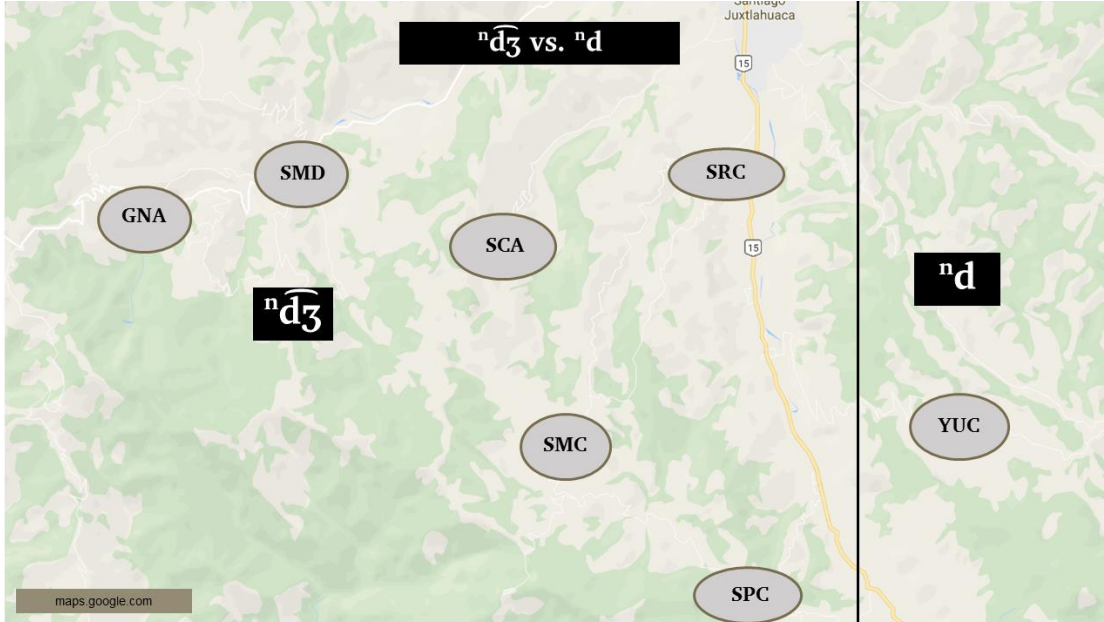 Santiago
Juxtlahuaca
ⁿd͡ʒ vs. ⁿd
15
SMD
SRC
GNA
SCA
15
ⁿd
ⁿd͡ʒ
YUC
SMC
SPC
maps.google.com